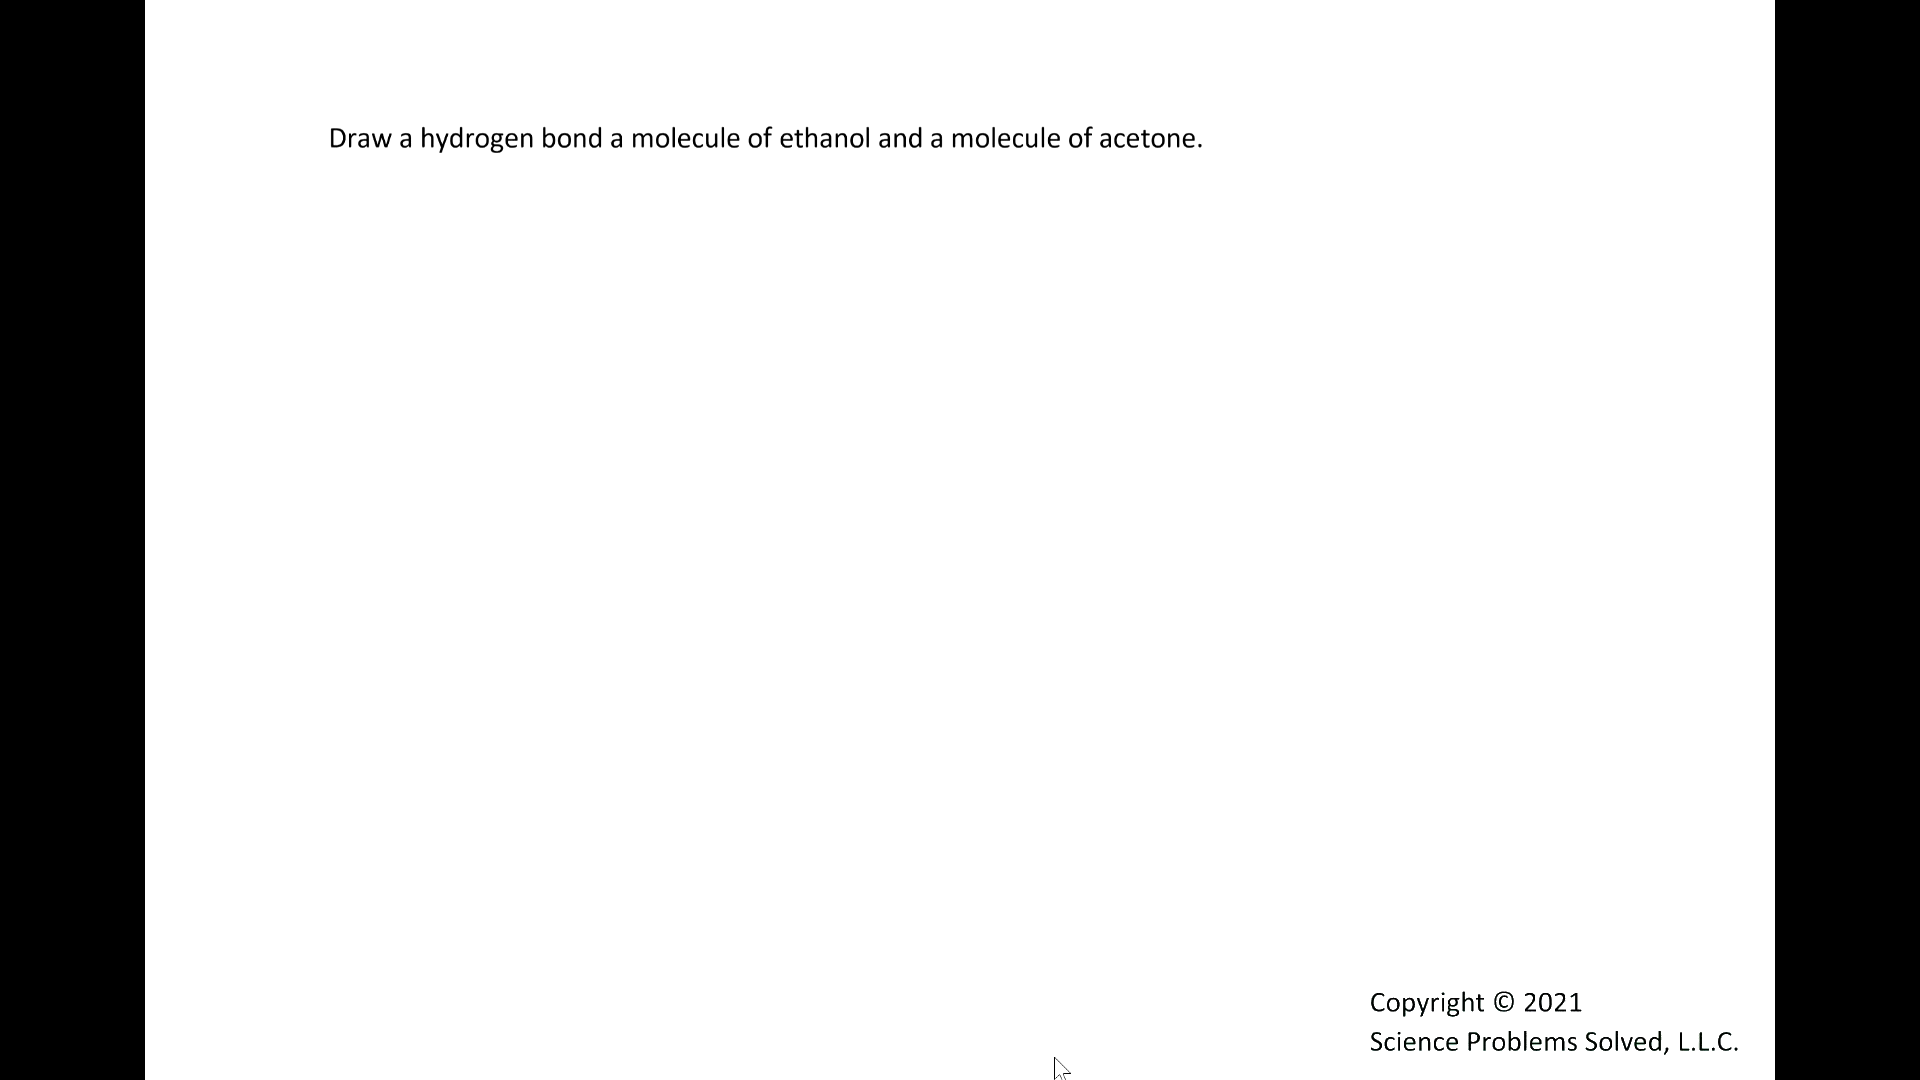 Draw a hydrogen bond a molecule of ethanol and a molecule of acetone.
Copyright © 2021
Science Problems Solved, L.L.C.